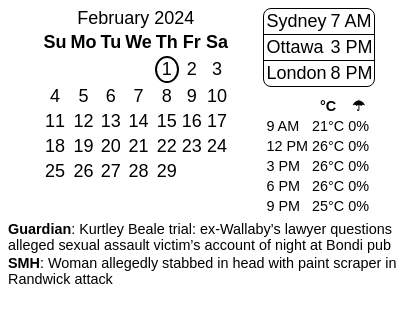 February 2024
Su Mo Tu We Th Fr Sa
1 2 3
4 5 6 7 8 9 10
11 12 13 14 15 16 17
18 19 20 21 22 23 24
25 26 27 28 29
Sydney 7 AM
Ottawa 3 PM
London 8 PM
°C ☂
9 AM 21°C 0%
12 PM 26°C 0%
3 PM 26°C 0%
6 PM 26°C 0%
9 PM 25°C 0%
Guardian: Kurtley Beale trial: ex-Wallaby’s lawyer questions
alleged sexual assault victim’s account of night at Bondi pub
SMH: Woman allegedly stabbed in head with paint scraper in
Randwick attack